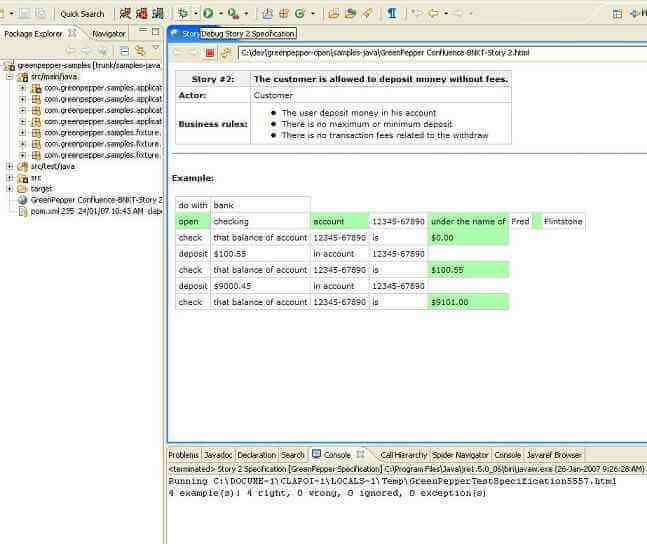 Quick Search
Package Explorer
Navigator
greenpepper-samples [trunk/samples-java]
src/main/java
com.greenpepper.samples.applicat
com.greenpepper.samples.applicat
com.greenpepper.samples.applicat
com.greenpepper.samples.fixture.
com.greenpepper.samples.fixture.
com.greenpepper.samples.fixture.
src/test/java
src
target
GreenPepper Confluence-BNKT-Story 2
pom.xml 235 24/01/07 10:43 AM clapo
Story
Debug Story 2 Specification
C:\dev\greenpepper-open\samples-java\GreenPepper Confluence-BNKT-Story 2.html
Story #2: The customer is allowed to deposit money without fees.
Actor: Customer
Business rules:
The user deposit money in his account
There is no maximum or minimum deposit
There is no transaction fees related to the withdraw
Example:
do with bank
open checking account 12345-67890 under the name of Fred Flintstone
check that balance of account 12345-67890 is $0.00
deposit $100.55 in account 12345-67890
check that balance of account 12345-67890 is $100.55
deposit $9000.45 in account 12345-67890
check that balance of account 12345-67890 is $9101.00
Problems Javadoc Declaration Search Console Call Hierarchy Spider Navigator Console Javaref Browser
<terminated> Story 2 Specification [GreenPepper Specification] C:\Program Files\Java\jre1.5.0_06\bin\javaw.exe (26-Jan-2007 9:26:28 AM)
Running C:\DOCUME~1\CLAPOI~1\LOCALS~1\Temp\GreenPepperTestSpecification5557.html
4 example(s): 4 right, 0 wrong, 0 ignored, 0 exception(s)